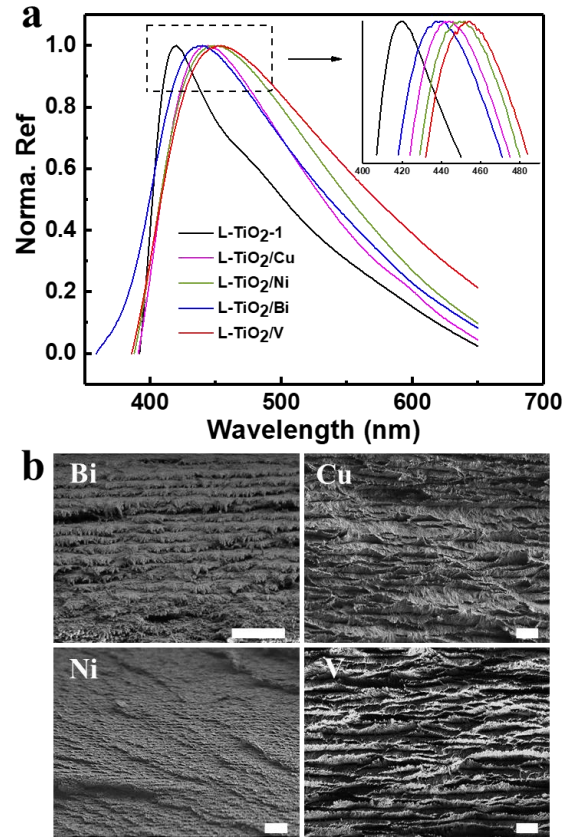 a
Norma. Ref
1.0
0.8
0.6
0.4
0.2
0.0
400
500
600
700
Wavelength (nm)
L-TiO2-1
L-TiO2/Cu
L-TiO2/Ni
L-TiO2/Bi
L-TiO2/V
400
420
440
460
480
b
Bi
Cu
Ni
V